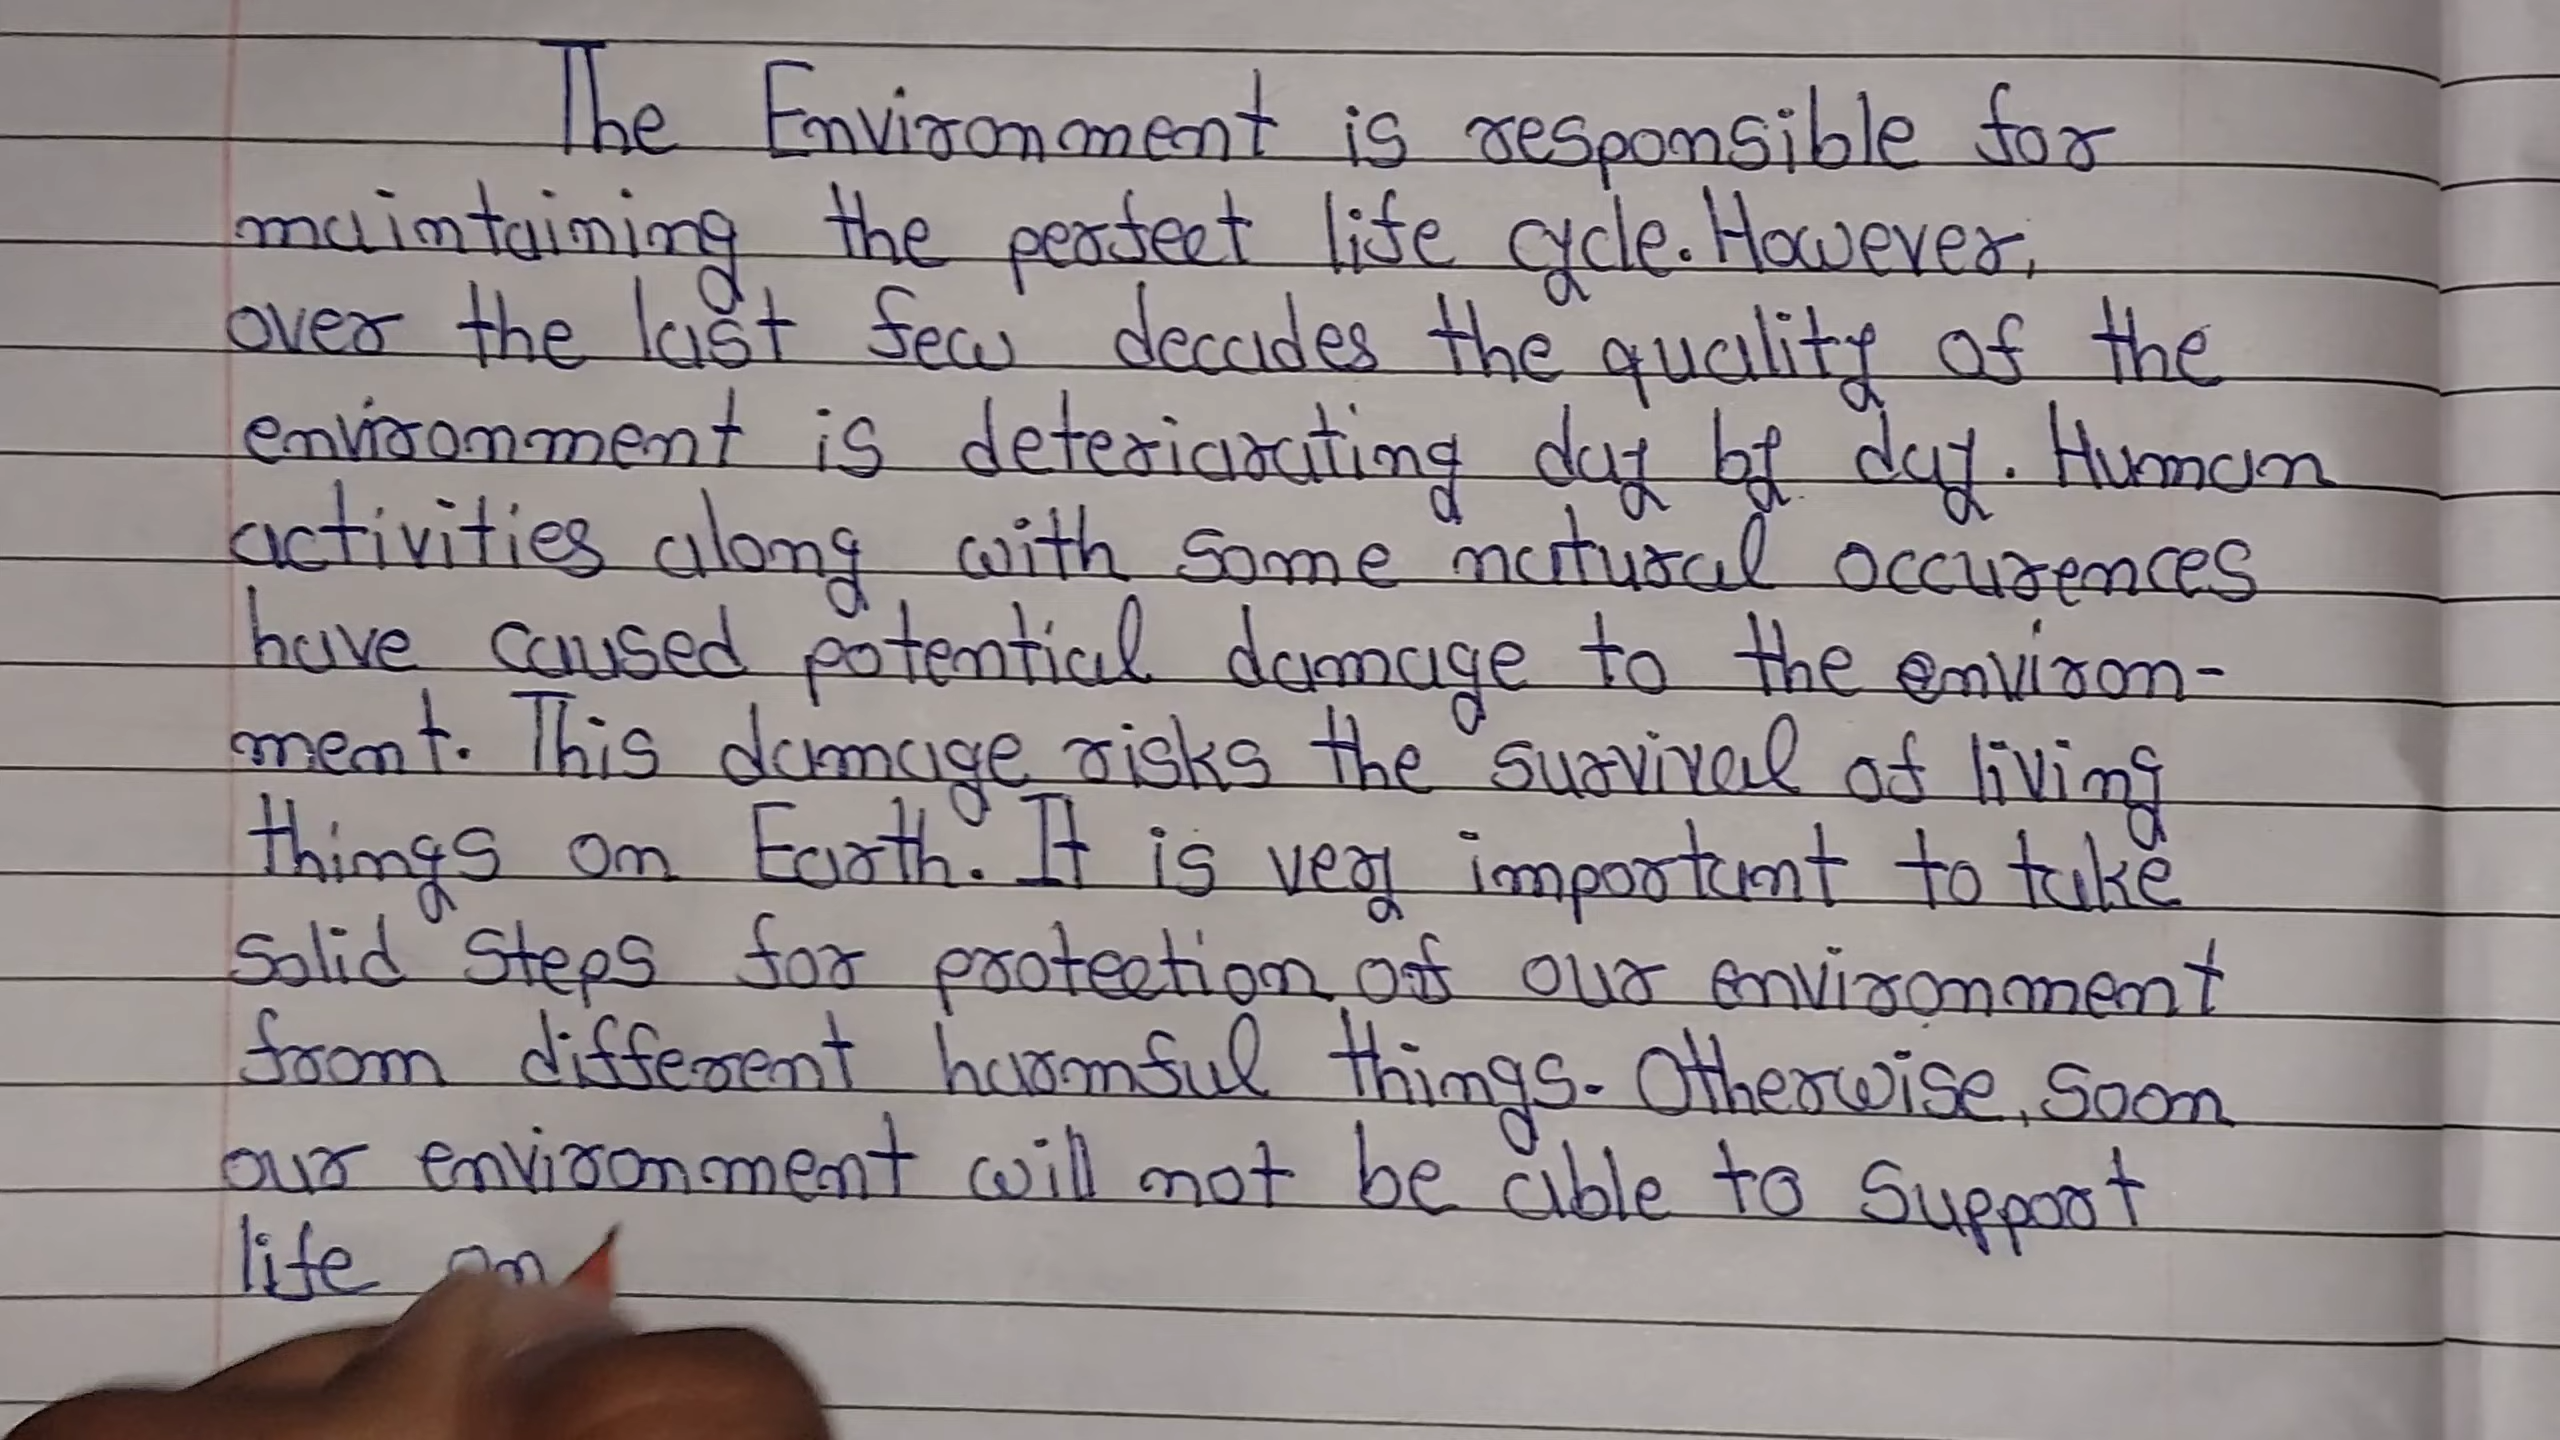 The Environment is responsible for
maintaining the perfect life cycle. However,
over the last few decades the quality of the
environment is deteriarating day by day. Human
activities along with some natural occurences
have caused potential damage to the environ-
ment. This damage risks the survival of living
things on Earth. It is very important to take
solid steps for protection of our environment
from different harmful things. Otherwise, soon
our environment will not be able to support
life on